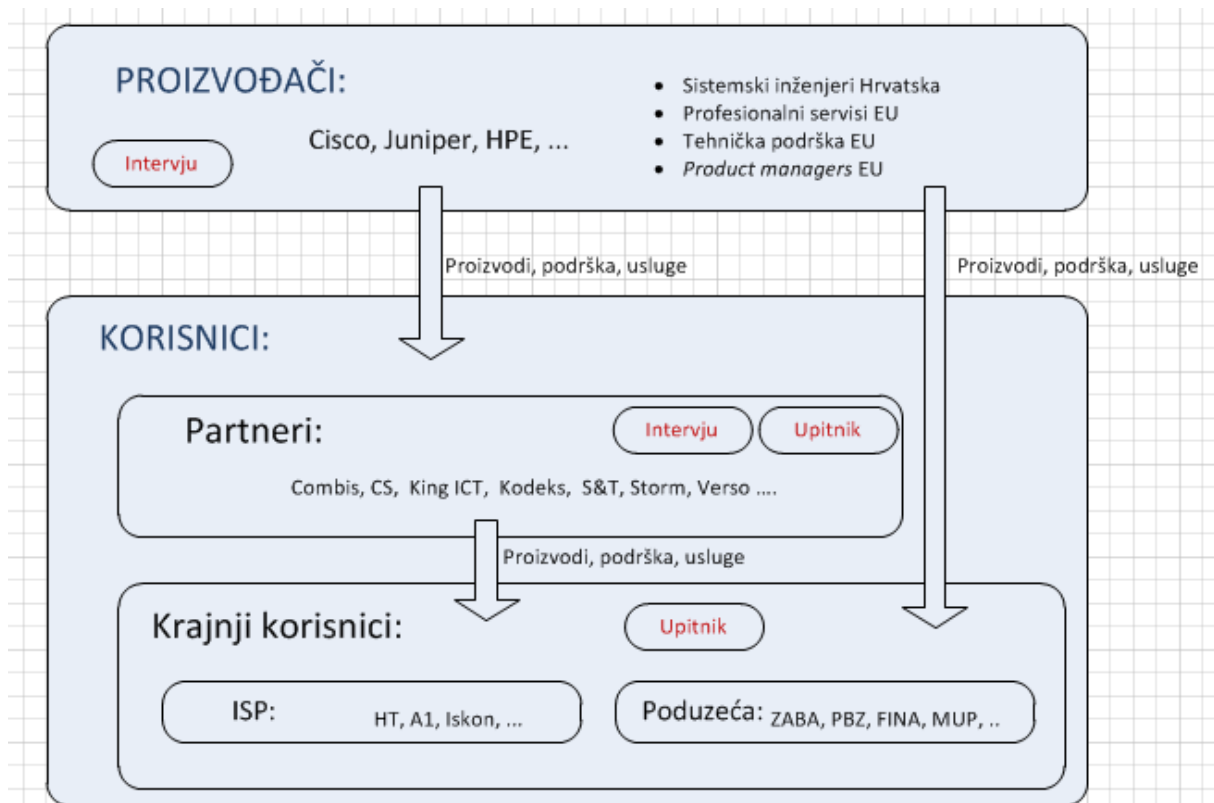 PROIZVOĐAČI:
Cisco, Juniper, HPE, ...
Intervju
• Sistemski inženjeri Hrvatska
• Profesionalni servisi EU
• Tehnička podrška EU
• Product managers EU
Proizvodi, podrška, usluge
Proizvodi, podrška, usluge
KORISNICI:
Partneri:
Intervju
Upitnik
Combis, CS, King ICT, Kodeks, S&T, Storm, Verso ....
Proizvodi, podrška, usluge
Krajnji korisnici:
Upitnik
ISP:
HT, A1, Iskon, ...
Poduzeća:
ZABA, PBZ, FINA, MUP, ..